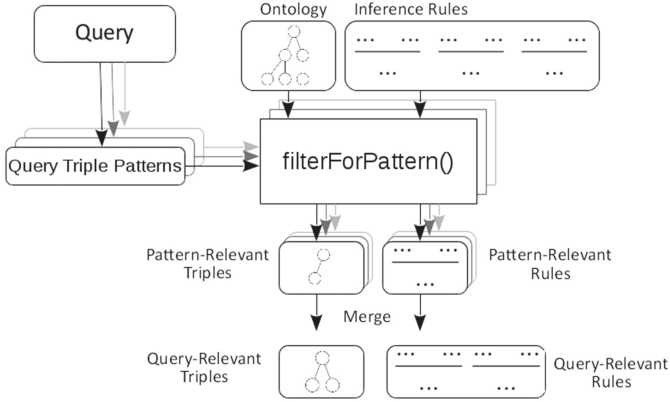 Ontology
Inference Rules
Query
... ... ... ... ... ...
... ... ...
Query Triple Patterns
filterForPattern()
Pattern-Relevant
Triples
... ...
...
Pattern-Relevant
Rules
Merge
Query-Relevant
Triples
... ... ... ...
... ...
Query-Relevant
Rules